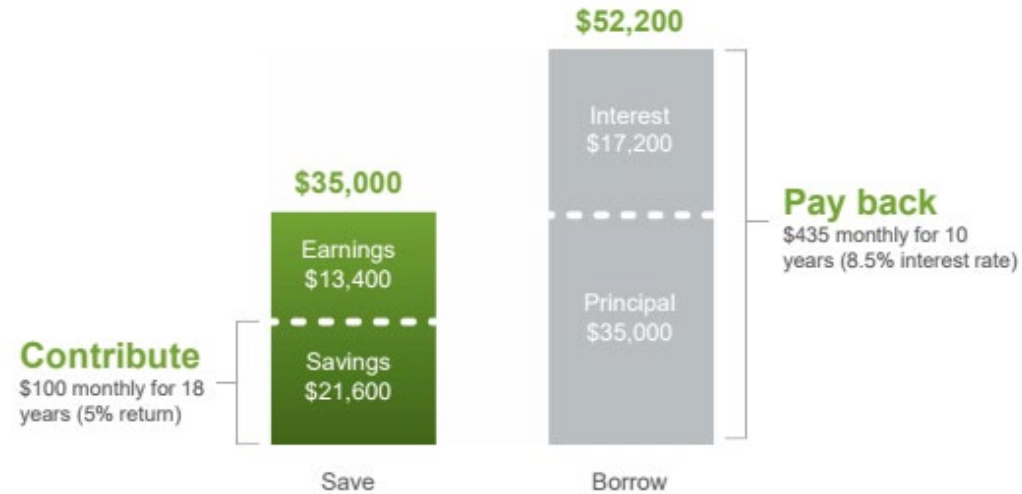 $52,200
Interest
$17,200
$35,000
Earnings
$13,400
Pay back
$435 monthly for 10
years (8.5% interest rate)
Principal
$35,000
Contribute
$100 monthly for 18
years (5% return)
Savings
$21,600
Save
Borrow